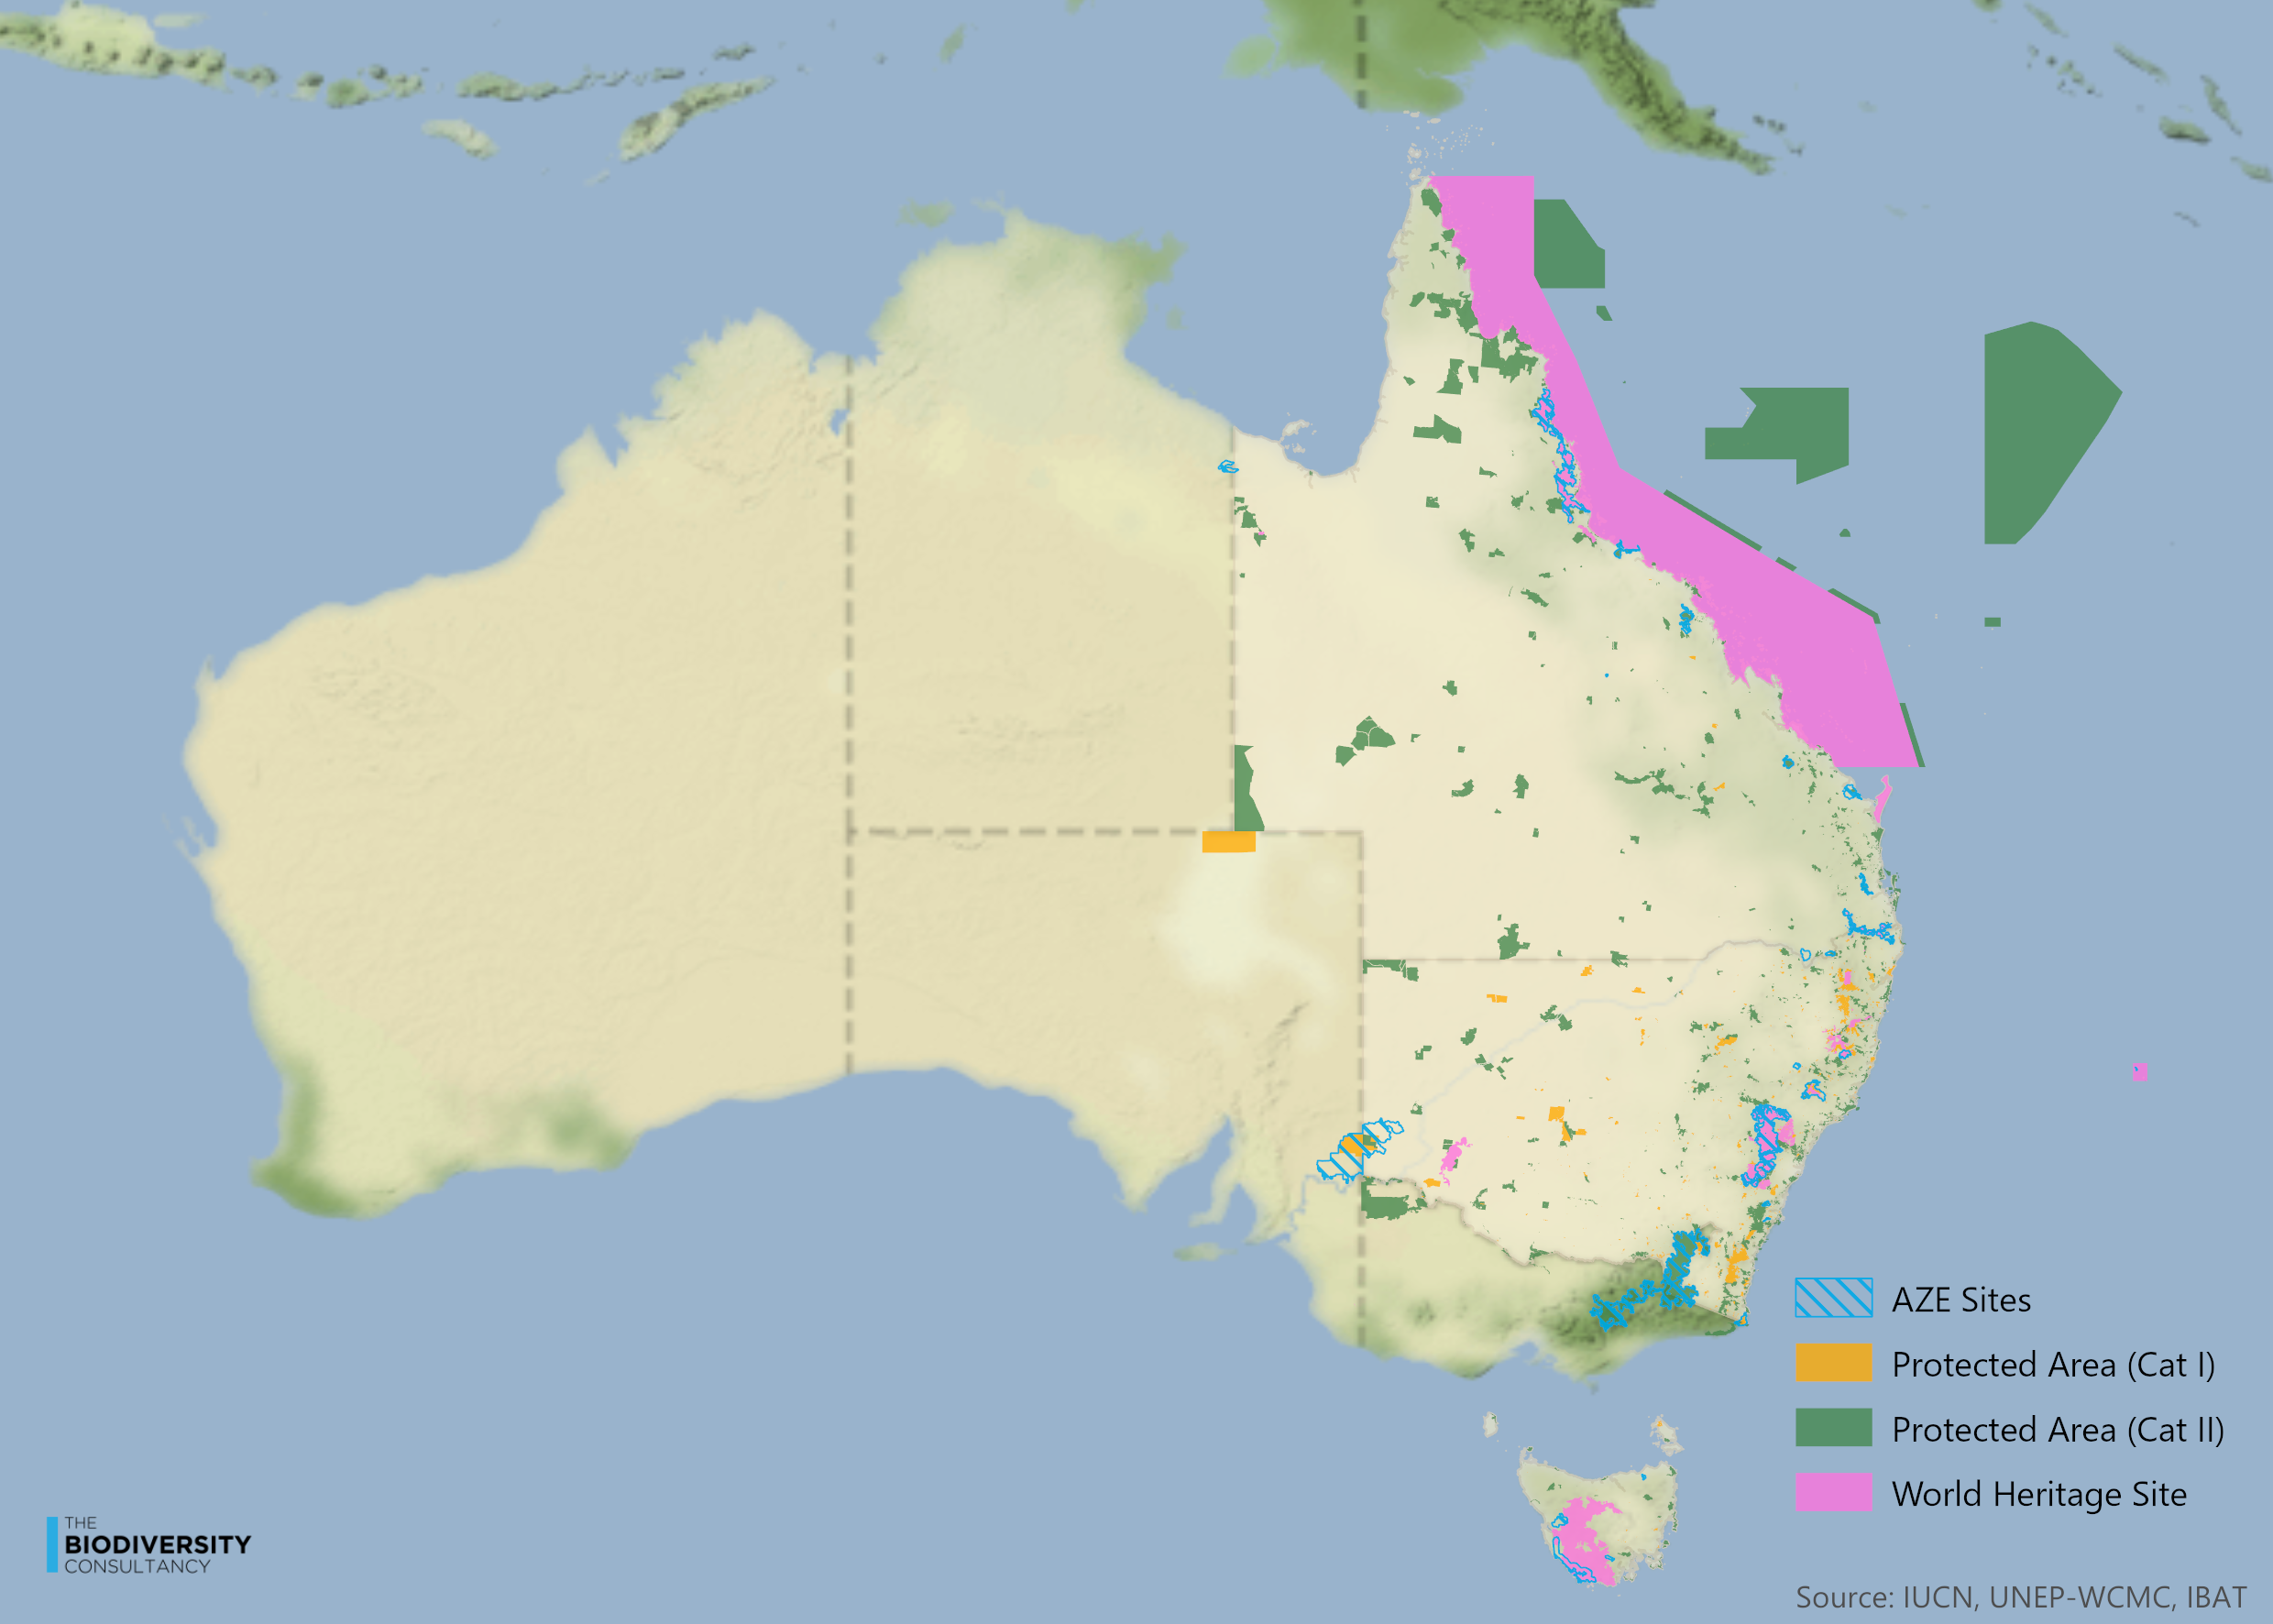 AZE Sites
Protected Area (Cat I)
Protected Area (Cat II)
World Heritage Site
THE
BIODIVERSITY
CONSULTANCY
Source: IUCN, UNEP-WCMC, IBAT